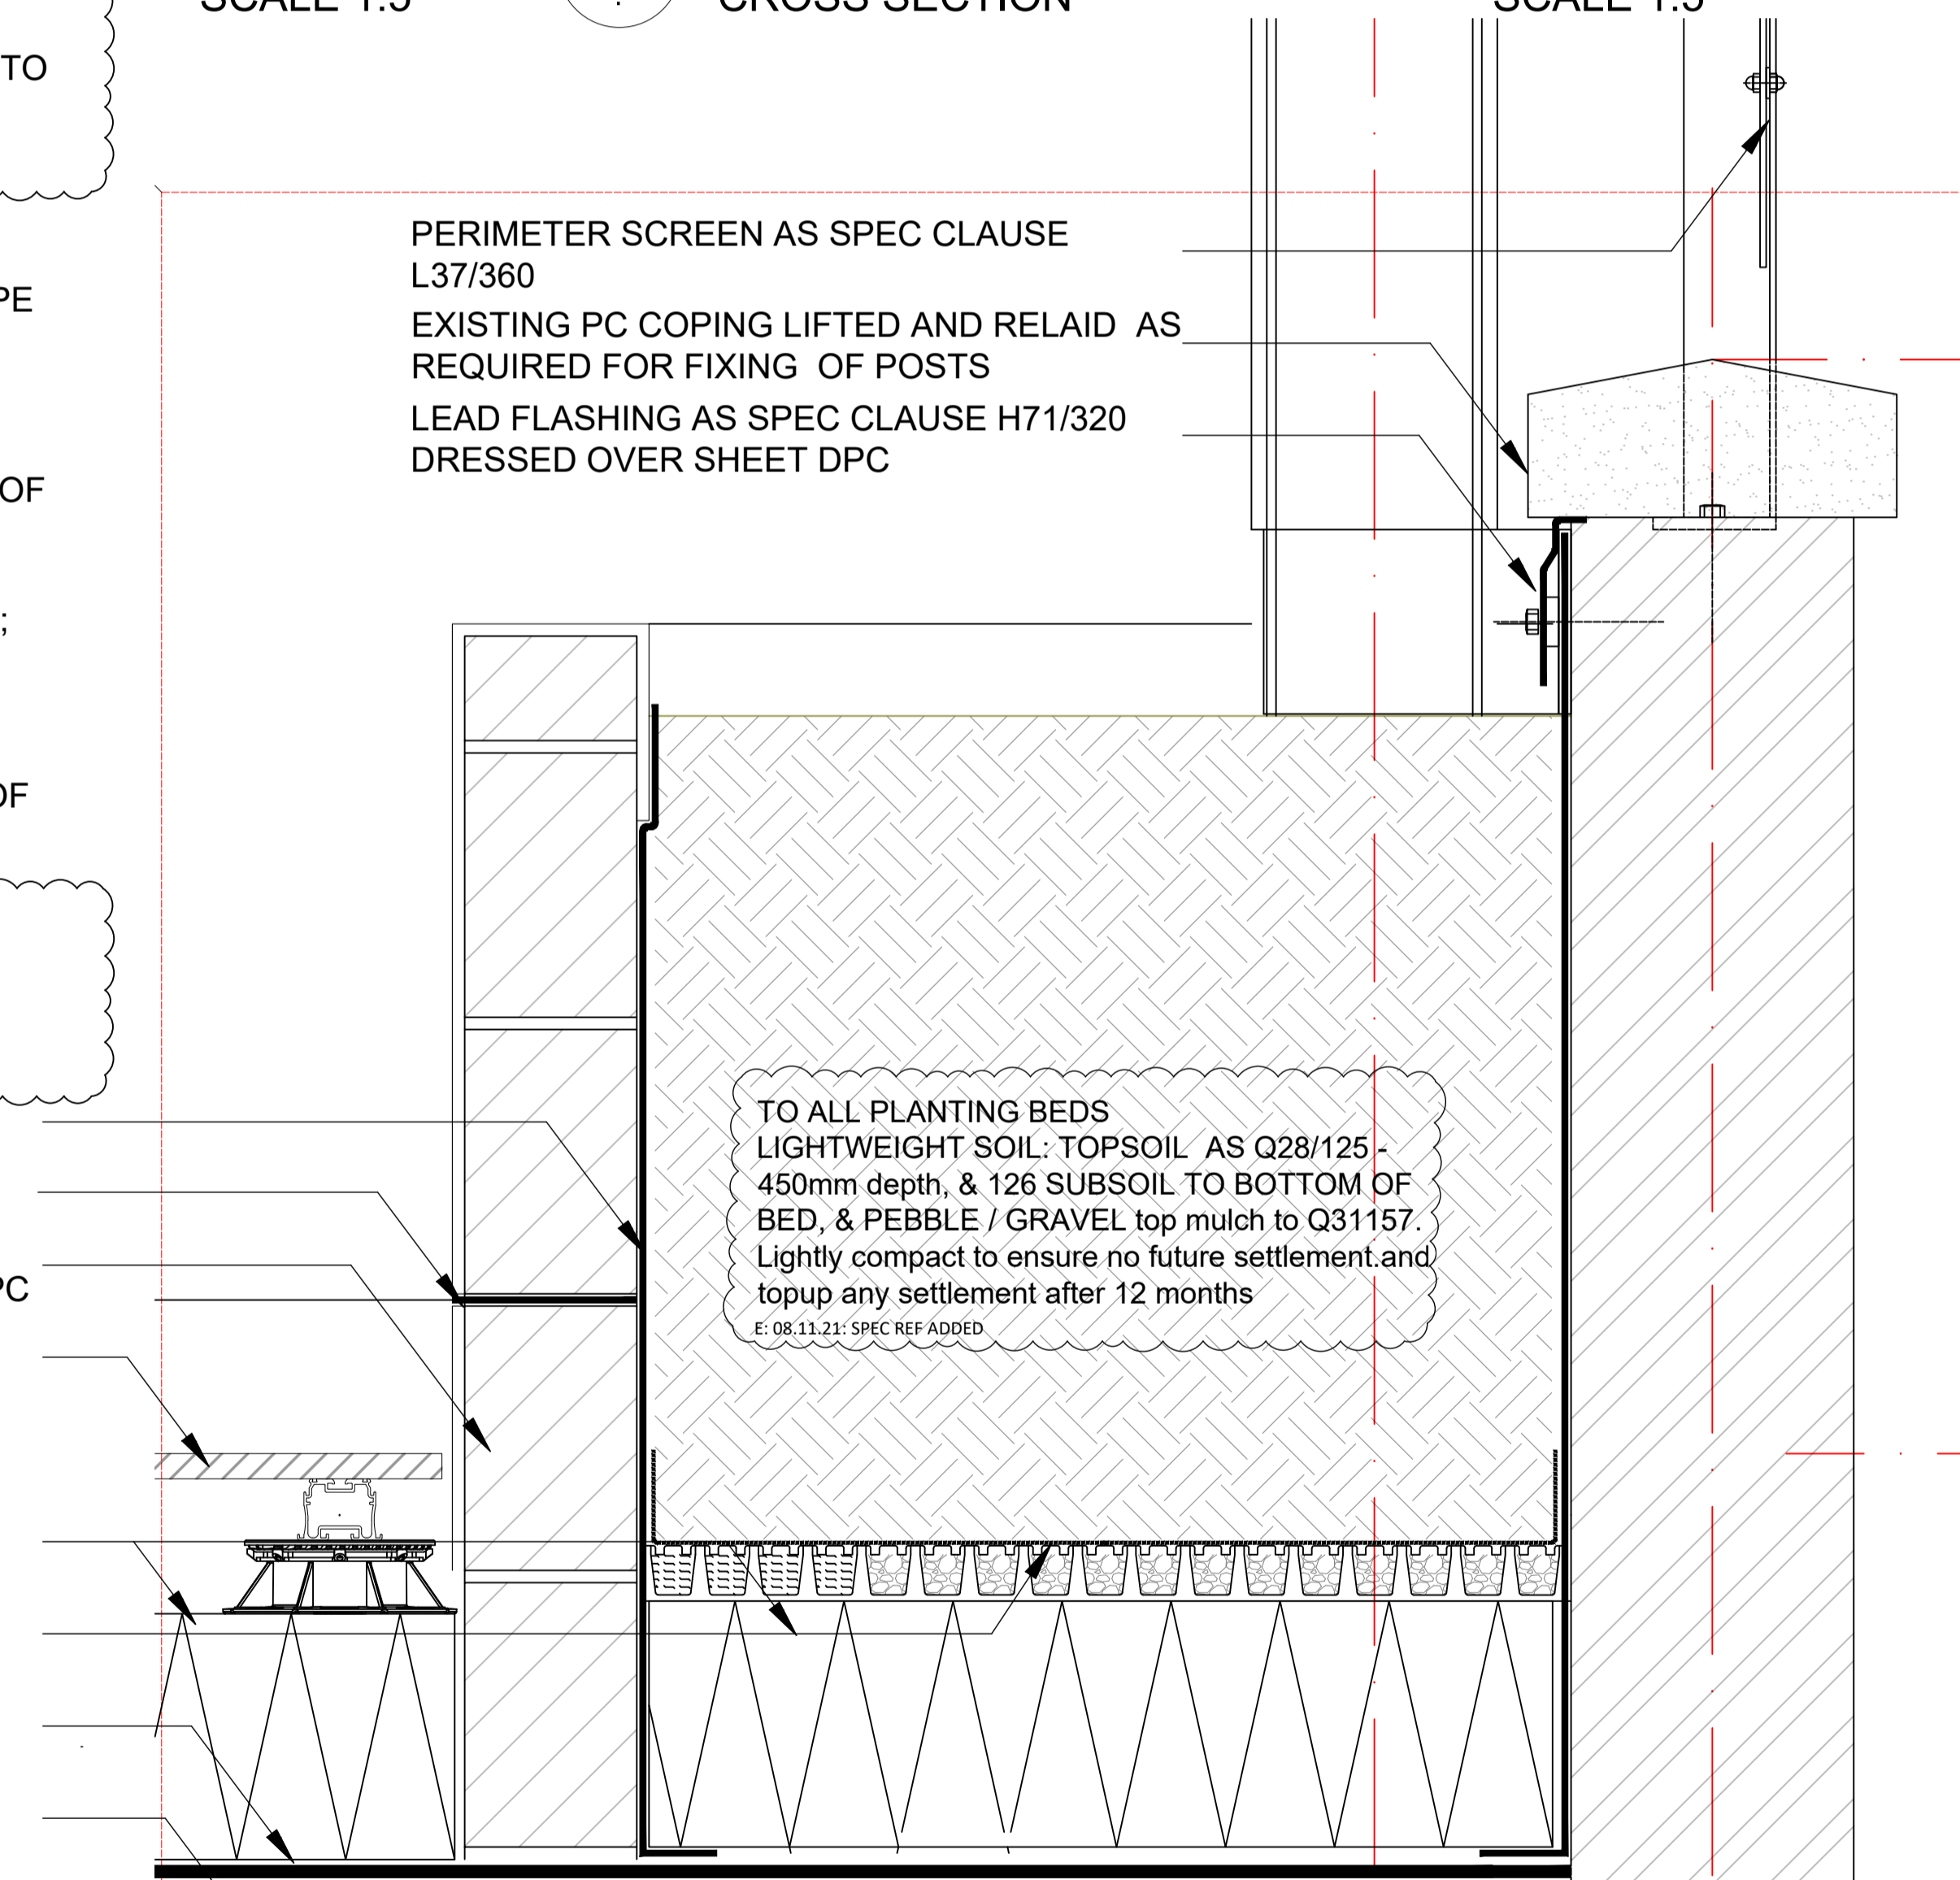 CROSS SECTION
TO
PERIMETER SCREEN AS SPEC CLAUSE
L37/360
PE
EXISTING PC COPING LIFTED AND RELAID  AS
REQUIRED FOR FIXING  OF POSTS
LEAD FLASHING AS SPEC CLAUSE H71/320
DRESSED OVER SHEET DPC
OF
;
OF
TO ALL PLANTING BEDS
LIGHTWEIGHT SOIL: TOPSOIL  AS Q28/125 -
450mm depth, & 126 SUBSOIL TO BOTTOM OF
BED, & PEBBLE / GRAVEL top mulch to Q31157.
Lightly compact to ensure no future settlement.and
topup any settlement after 12 months
E: 08.11.21: SPEC REF ADDED
PC